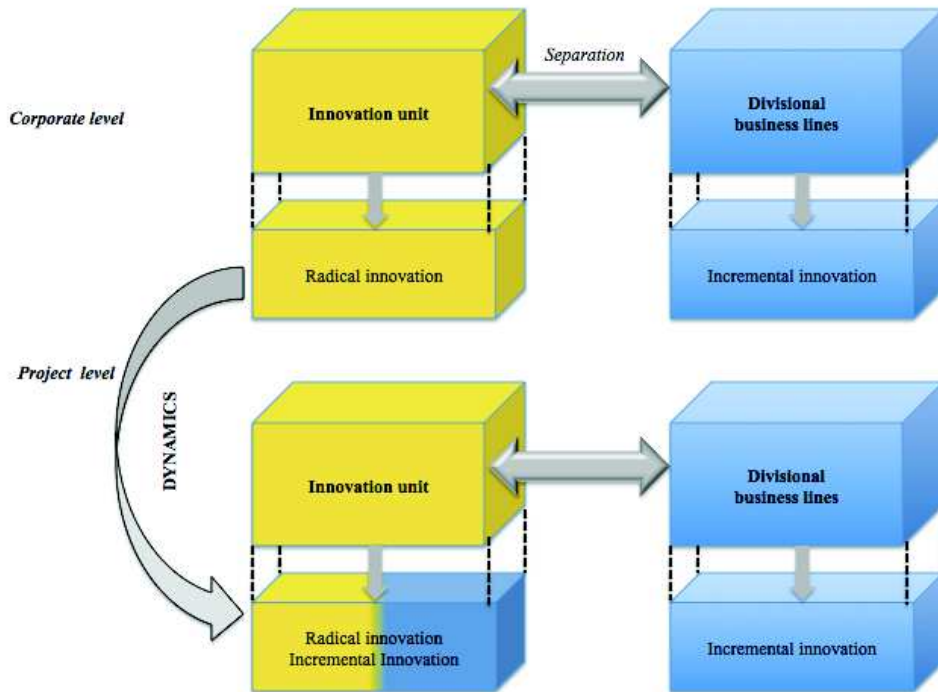 Separation
Corporate level
Innovation unit
Divisional
business lines
Radical innovation
Incremental innovation
Project level
DYNAMICS
Innovation unit
Divisional
business lines
Radical innovation
Incremental Innovation
Incremental innovation